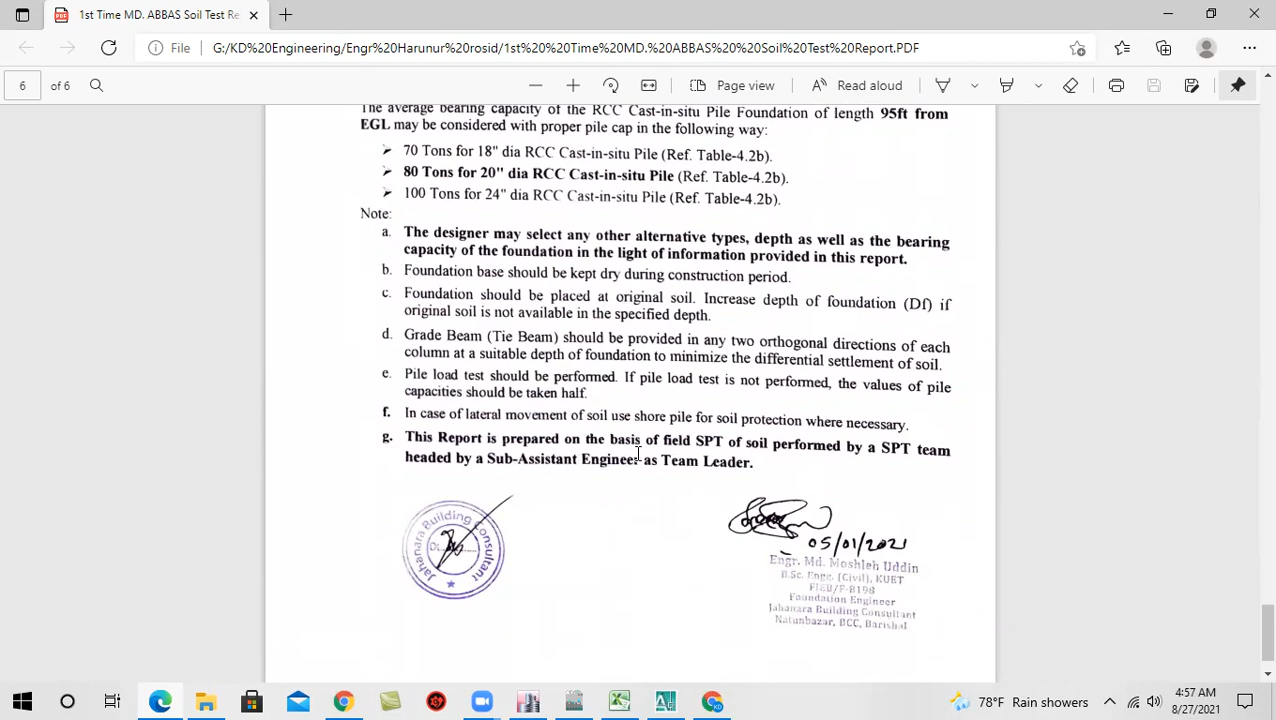 1st Time MD. ABBAS Soil Test Re
File
G:/KD%20Engineering/Engr%20Harunur%20rosid/1st%20%20Time%20MD.%20ABBAS%20%20Soil%20Test%20Report.PDF
6 of 6
Page view
Read aloud
The average bearing capacity of the RCC Cast-in-situ Pile Foundation of length 95ft from
EGL may be considered with proper pile cap in the following way:
➤ 70 Tons for 18" dia RCC Cast-in-situ Pile (Ref. Table-4.2b).
➤ 80 Tons for 20" dia RCC Cast-in-situ Pile (Ref. Table-4.2b).
➤ 100 Tons for 24" dia RCC Cast-in-situ Pile (Ref. Table-4.2b).
Note:
a. The designer may select any other alternative types, depth as well as the bearing
capacity of the foundation in the light of information provided in this report.
b. Foundation base should be kept dry during construction period.
c. Foundation should be placed at original soil. Increase depth of foundation (Df) if
original soil is not available in the specified depth.
d. Grade Beam (Tie Beam) should be provided in any two orthogonal directions of each
column at a suitable depth of foundation to minimize the differential settlement of soil.
e. Pile load test should be performed. If pile load test is not performed, the values of pile
capacities should be taken half.
f. In case of lateral movement of soil use shore pile for soil protection where necessary.
g. This Report is prepared on the basis of field SPT of soil performed by a SPT team
headed by a Sub-Assistant Engineer as Team Leader.
Jahanara Building Consultant
05/01/2021
Engr. Md. Moshleh Uddin
B.Sc. Engg. (Civil), KUET
FIEB/F-8198
Foundation Engineer
Jahanara Building Consultant
Natunbazar, BCC, Barishal
78°F Rain showers
4:57 AM
8/27/2021